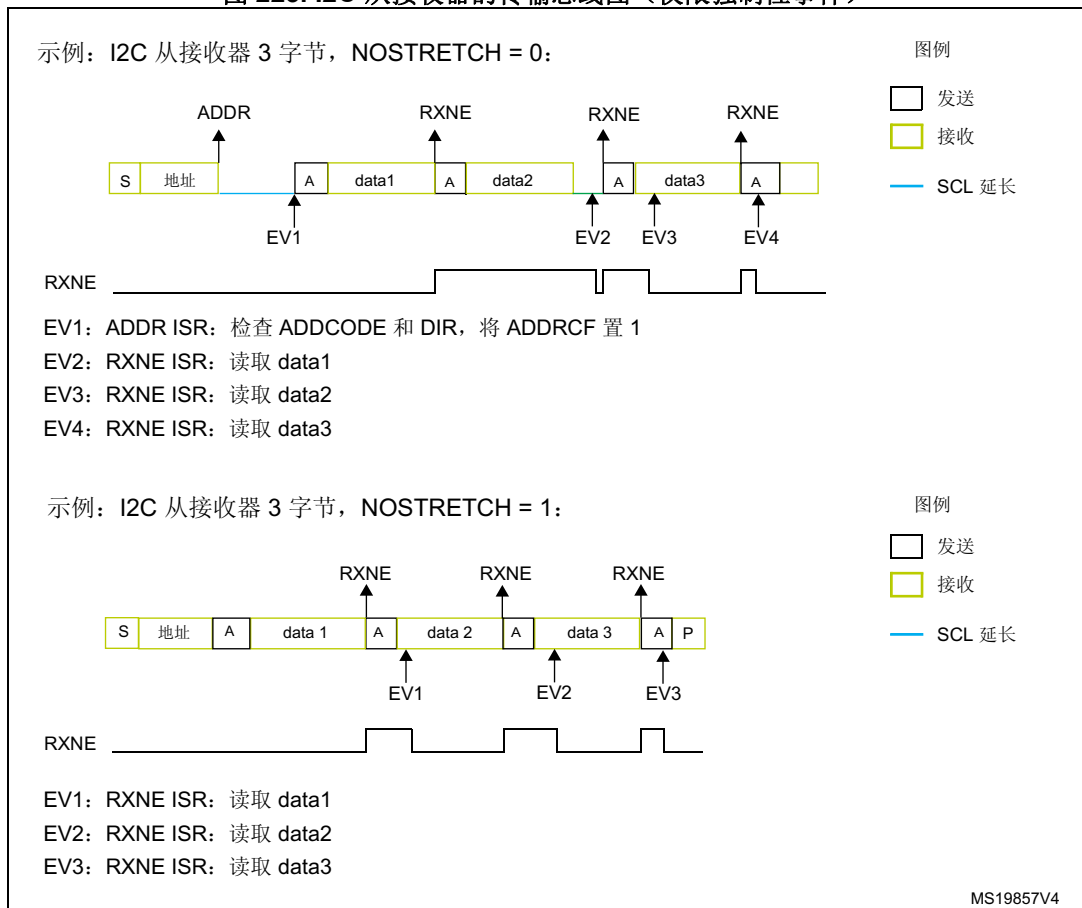 示例：I2C 从接收器 3 字节，NOSTRETCH = 0：
图例
发送
接收
SCL 延长
ADDR RXNE RXNE RXNE
S 地址 A data1 A data2 A data3 A
EV1 EV2 EV3 EV4
RXNE
EV1：ADDR ISR：检查 ADDCODE 和 DIR，将 ADDRCF 置 1
EV2：RXNE ISR：读取 data1
EV3：RXNE ISR：读取 data2
EV4：RXNE ISR：读取 data3
示例：I2C 从接收器 3 字节，NOSTRETCH = 1：
图例
发送
接收
SCL 延长
RXNE RXNE RXNE
S 地址 A data 1 A data 2 A data 3 A P
EV1 EV2 EV3
RXNE
EV1：RXNE ISR：读取 data1
EV2：RXNE ISR：读取 data2
EV3：RXNE ISR：读取 data3
MS19857V4